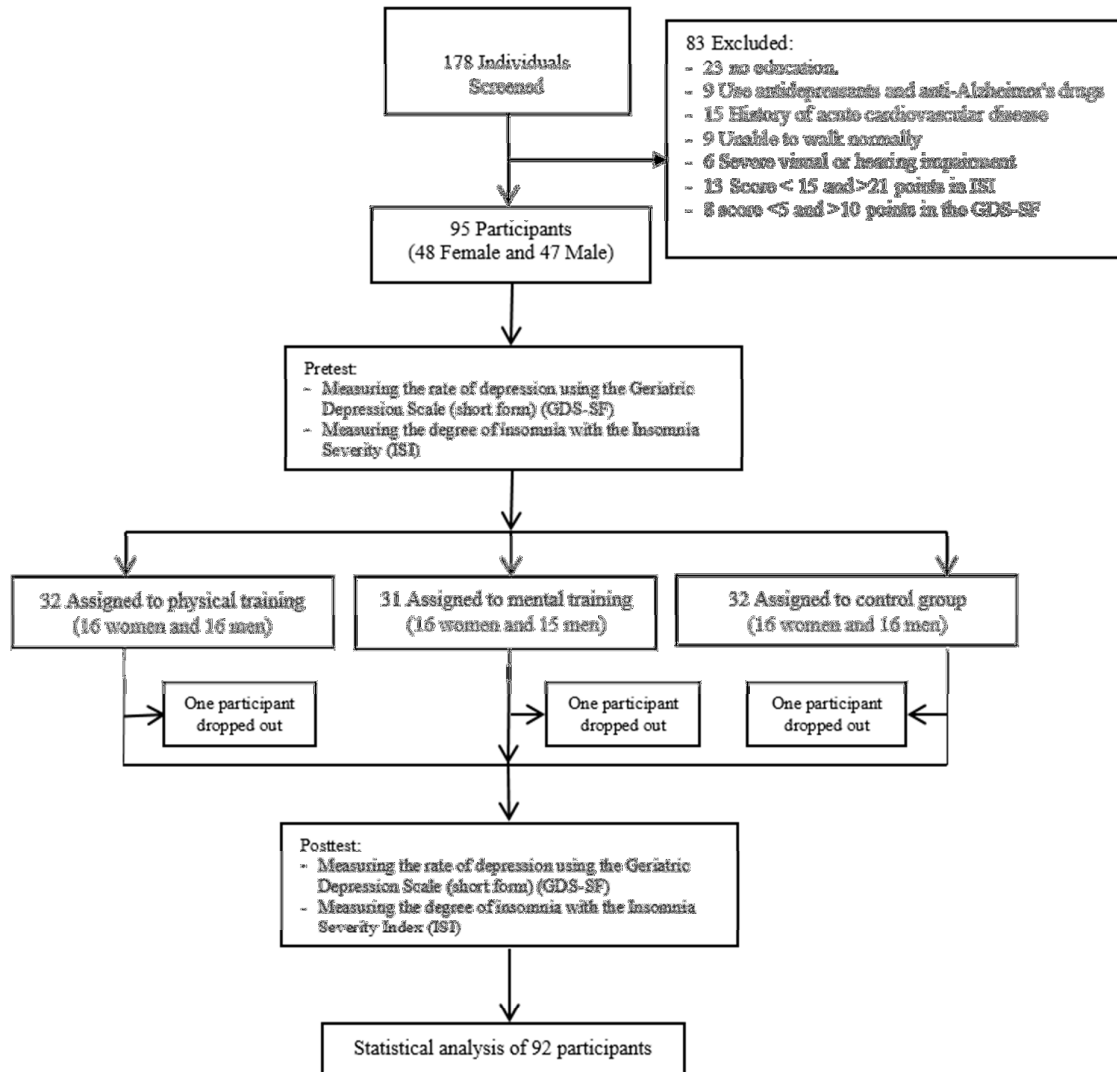 178 Individuals
Screened
83 Excluded:
- 23 no education.
- 9 Use antidepressants and anti-Alzheimer's drugs
- 15 History of acute cardiovascular disease
- 9 Unable to walk normally
- 6 Severe visual or hearing impairment
- 13 Score < 15 and >21 points in ISI
- 8 score <5 and >10 points in the GDS-SF
95 Participants
(48 Female and 47 Male)
Pretest:
- Measuring the rate of depression using the Geriatric
Depression Scale (short form) (GDS-SF)
- Measuring the degree of insomnia with the Insomnia
Severity (ISI)
32 Assigned to physical training
(16 women and 16 men)
31 Assigned to mental training
(16 women and 15 men)
32 Assigned to control group
(16 women and 16 men)
One participant
dropped out
One participant
dropped out
One participant
dropped out
Posttest:
- Measuring the rate of depression using the Geriatric
Depression Scale (short form) (GDS-SF)
- Measuring the degree of insomnia with the Insomnia
Severity Index (ISI)
Statistical analysis of 92 participants